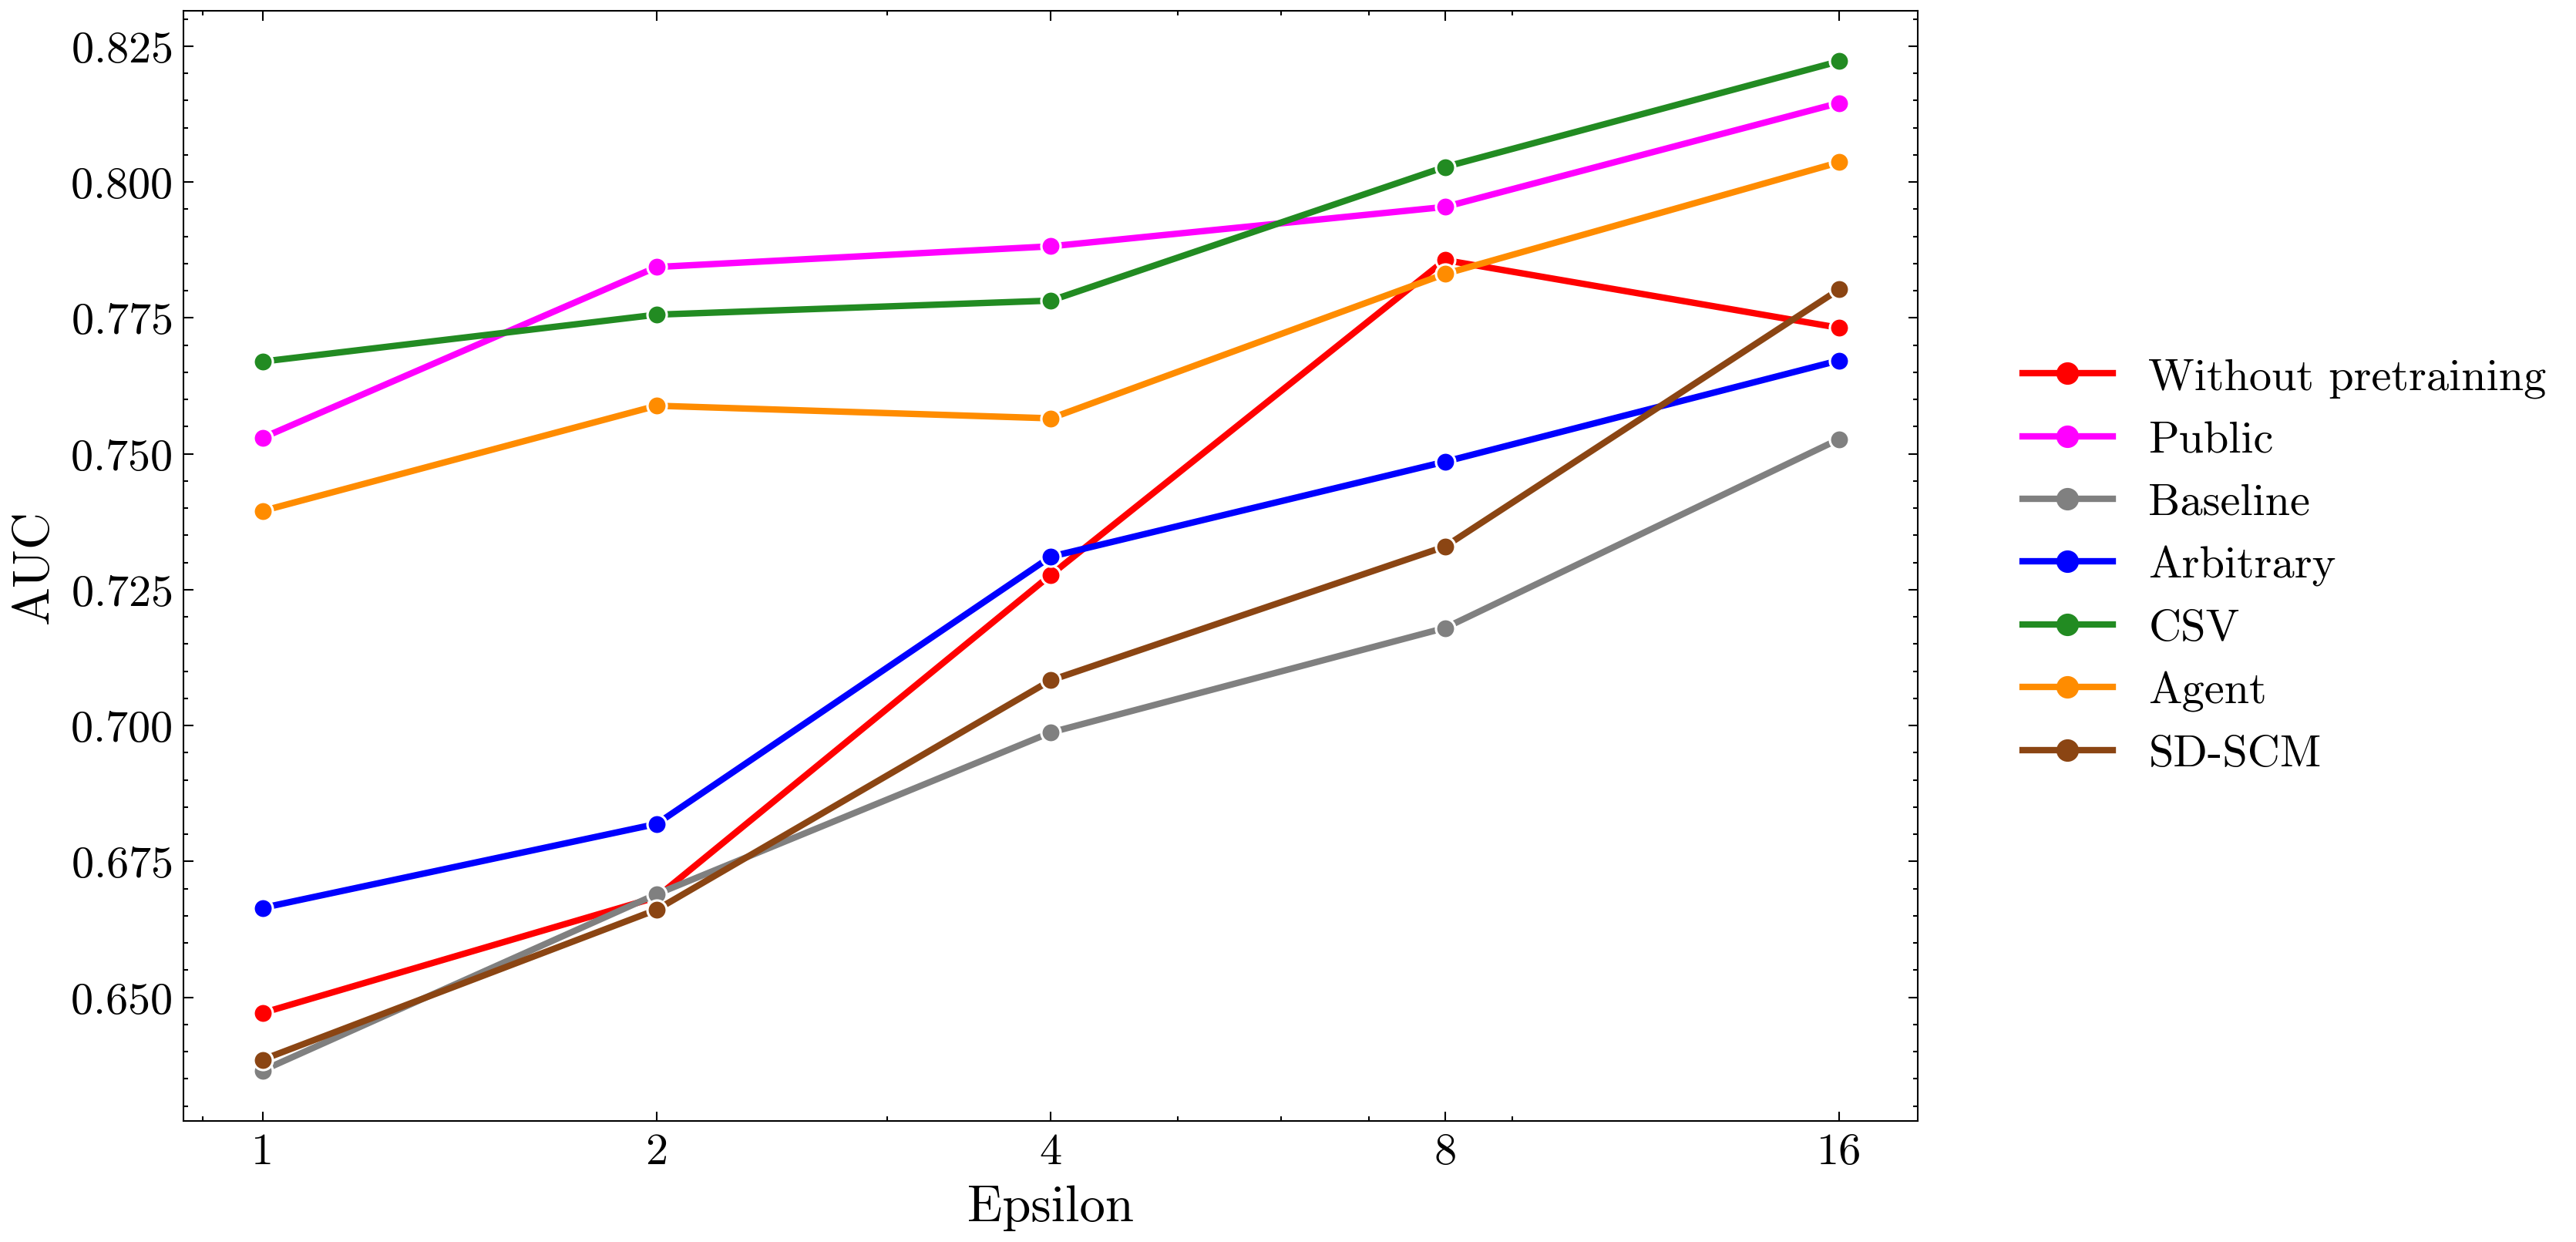 0.825
0.800
0.775
0.750
0.725
0.700
0.675
0.650
AUC
1 2 4 8 16
Epsilon
Without pretraining
Public
Baseline
Arbitrary
CSV
Agent
SD-SCM